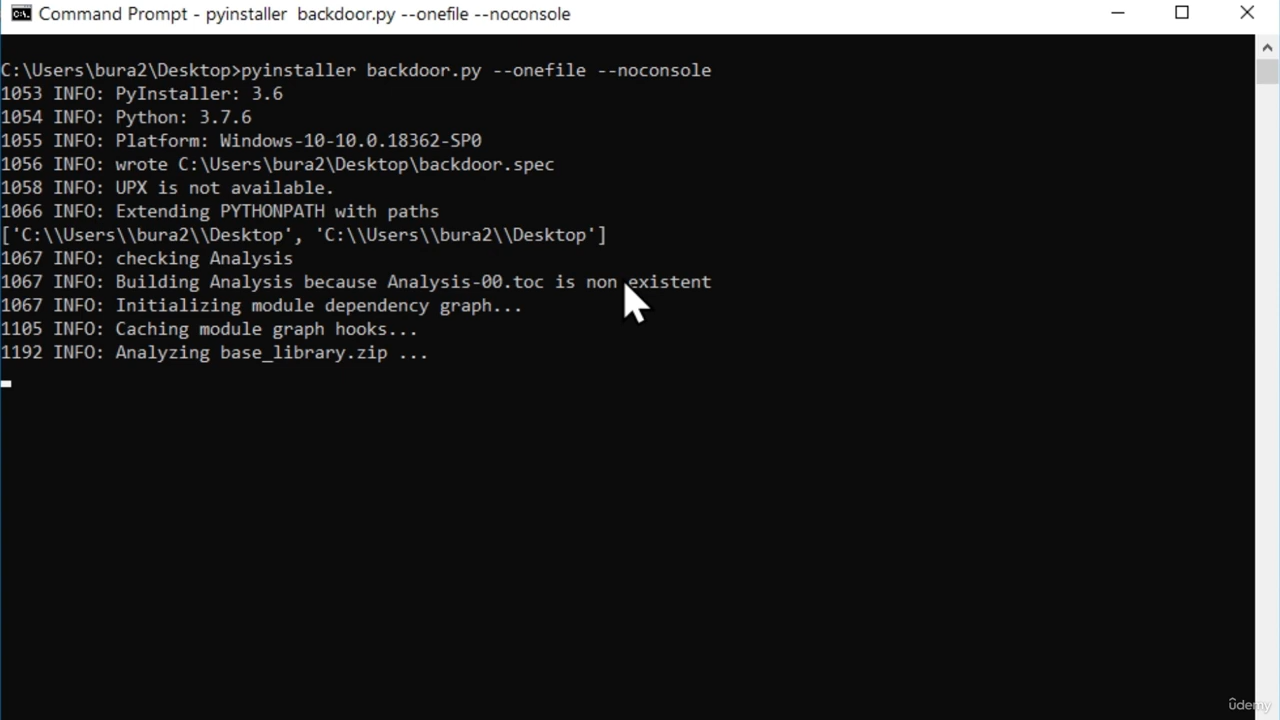 Command Prompt - pyinstaller  backdoor.py --onefile --noconsole
C:\Users\bura2\Desktop>pyinstaller backdoor.py --onefile --noconsole
1053 INFO: PyInstaller: 3.6
1054 INFO: Python: 3.7.6
1055 INFO: Platform: Windows-10-10.0.18362-SP0
1056 INFO: wrote C:\Users\bura2\Desktop\backdoor.spec
1058 INFO: UPX is not available.
1066 INFO: Extending PYTHONPATH with paths
['C:\\Users\\bura2\\Desktop', 'C:\\Users\\bura2\\Desktop']
1067 INFO: checking Analysis
1067 INFO: Building Analysis because Analysis-00.toc is non existent
1067 INFO: Initializing module dependency graph...
1105 INFO: Caching module graph hooks...
1192 INFO: Analyzing base_library.zip ...
ûdemy